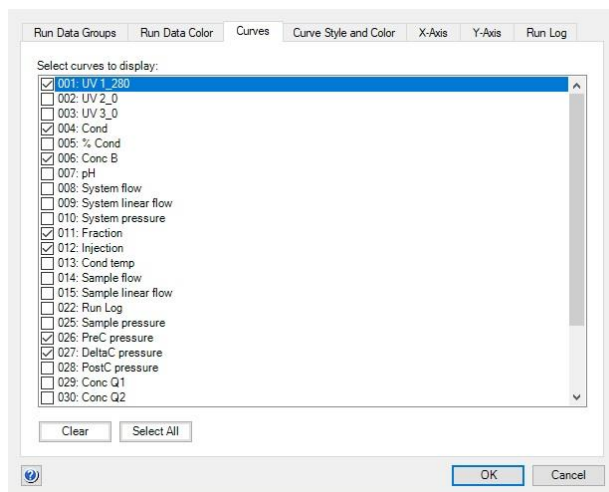 Run Data Groups Run Data Color Curves Curve Style and Color X-Axis Y-Axis Run Log
Select curves to display:
001: UV 1_280
002: UV 2_0
003: UV 3_0
004: Cond
005: % Cond
006: Conc B
007: pH
008: System flow
009: System linear flow
010: System pressure
011: Fraction
012: Injection
013: Cond temp
014: Sample flow
015: Sample linear flow
022: Run Log
025: Sample pressure
026: PreC pressure
027: DeltaC pressure
028: PostC pressure
029: Conc Q1
030: Conc Q2
Clear Select All
? OK Cancel